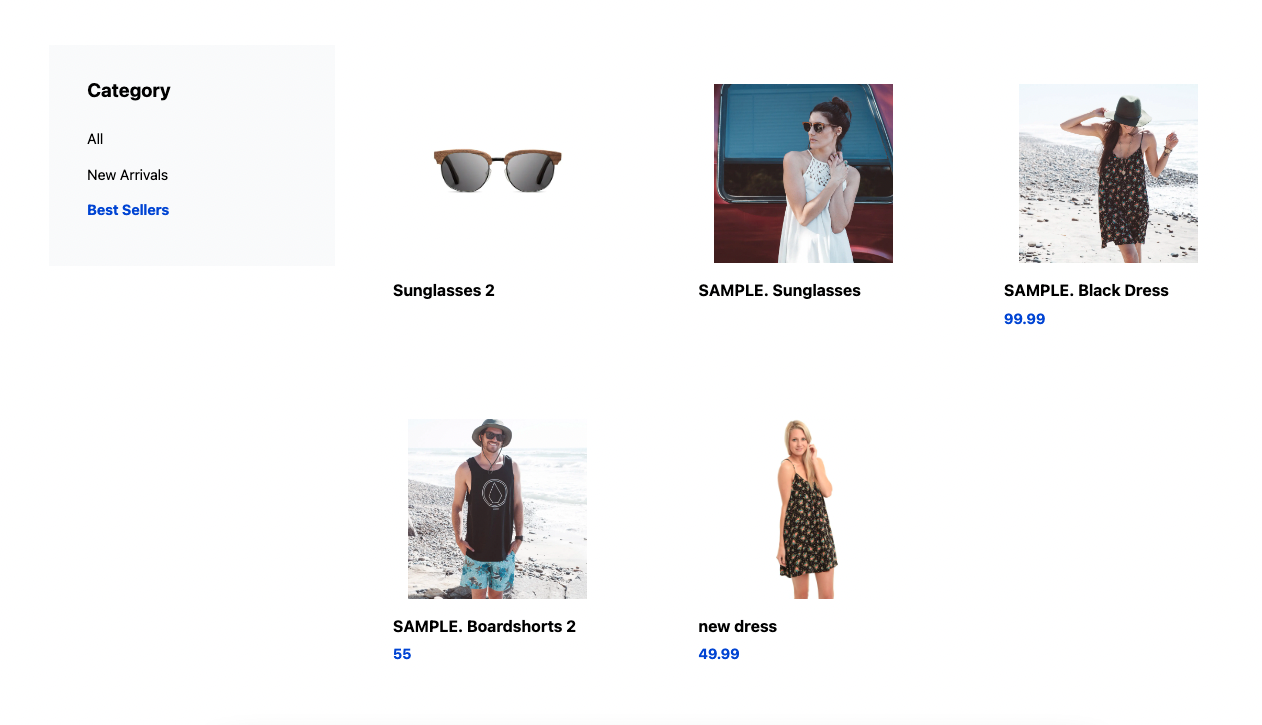 Category
All
New Arrivals
Best Sellers
Sunglasses 2
SAMPLE. Sunglasses
SAMPLE. Black Dress
99.99
SAMPLE. Boardshorts 2
55
new dress
49.99